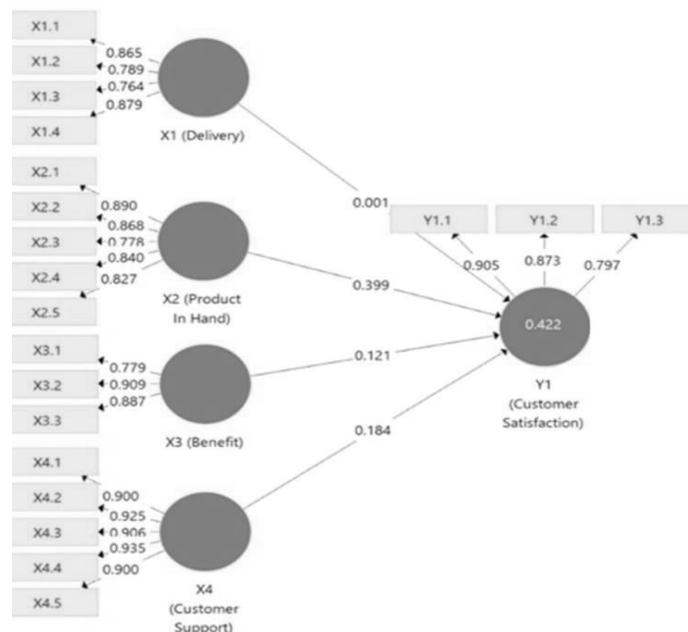 X1.1
X1.2
X1.3
X1.4
0.865
0.789
0.764
0.879
X1 (Delivery)
X2.1
X2.2
X2.3
X2.4
X2.5
0.890
0.868
0.778
0.840
0.827
X2 (Product
In Hand)
X3.1
X3.2
X3.3
0.779
0.909
0.887
X3 (Benefit)
X4.1
X4.2
X4.3
X4.4
X4.5
0.900
0.925
0.906
0.935
0.900
X4
(Customer
Support)
0.001
0.399
0.121
0.184
Y1.1
Y1.2
Y1.3
0.905
0.873
0.797
0.422
Y1
(Customer
Satisfaction)